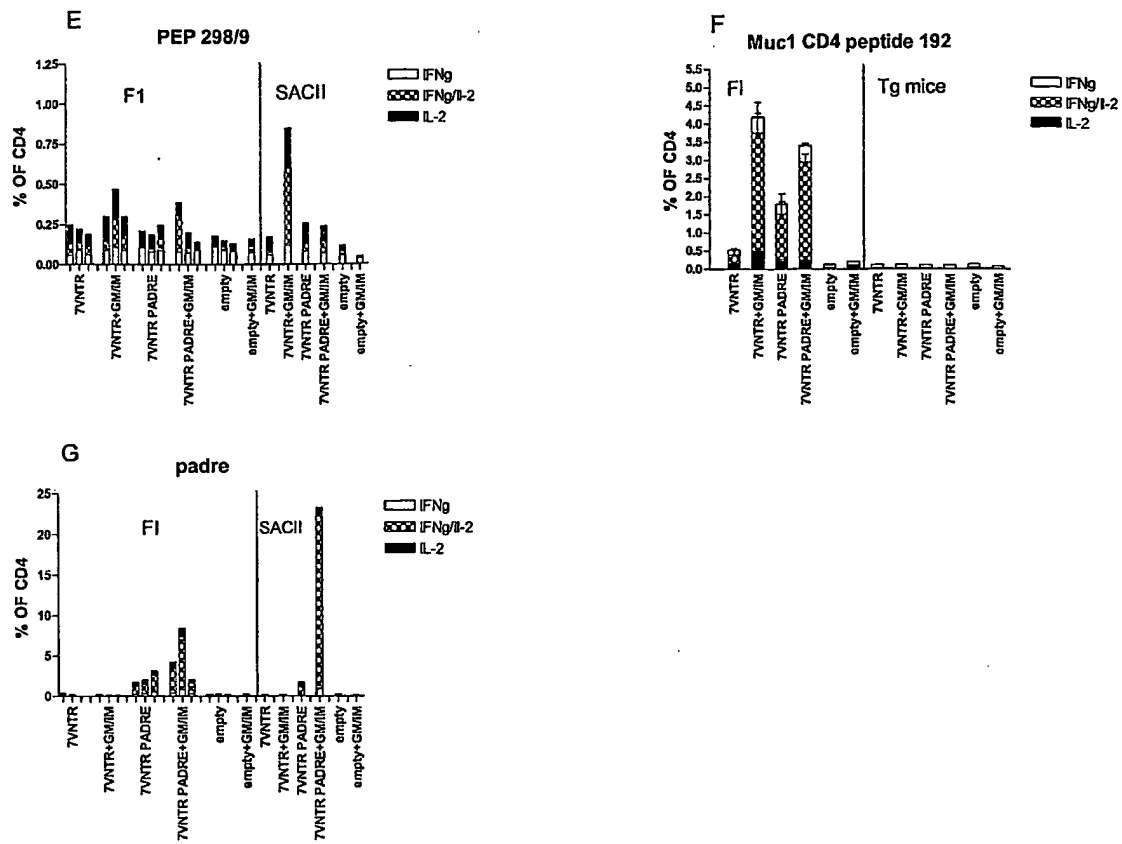 E
PEP 298/9
1.25
1.00
0.75
0.50
0.25
0.00
% OF CD4
F1
SACII
IFNg
IFNg/Il-2
IL-2
7VNTR
7VNTR+GM/IM
7VNTR PADRE
7VNTR PADRE+GM/IM
empty
empty+GM/IM
7VNTR
7VNTR+GM/IM
7VNTR PADRE
7VNTR PADRE+GM/IM
empty
empty+GM/IM
F
Muc1 CD4 peptide 192
5.5
5.0
4.5
4.0
3.5
3.0
2.5
2.0
1.5
1.0
0.5
0.0
% OF CD4
FI
Tg mice
IFNg
IFNg/Il-2
IL-2
7VNTR
7VNTR+GM/IM
7VNTR PADRE
7VNTR PADRE+GM/IM
empty
empty+GM/IM
7VNTR
7VNTR+GM/IM
7VNTR PADRE
7VNTR PADRE+GM/IM
empty
empty+GM/IM
G
padre
25
20
15
10
5
0
% OF CD4
FI
SACII
IFNg
IFNg/Il-2
IL-2
7VNTR
7VNTR+GM/IM
7VNTR PADRE
7VNTR PADRE+GM/IM
empty
empty+GM/IM
7VNTR
7VNTR+GM/IM
7VNTR PADRE
7VNTR PADRE+GM/IM
empty
empty+GM/IM